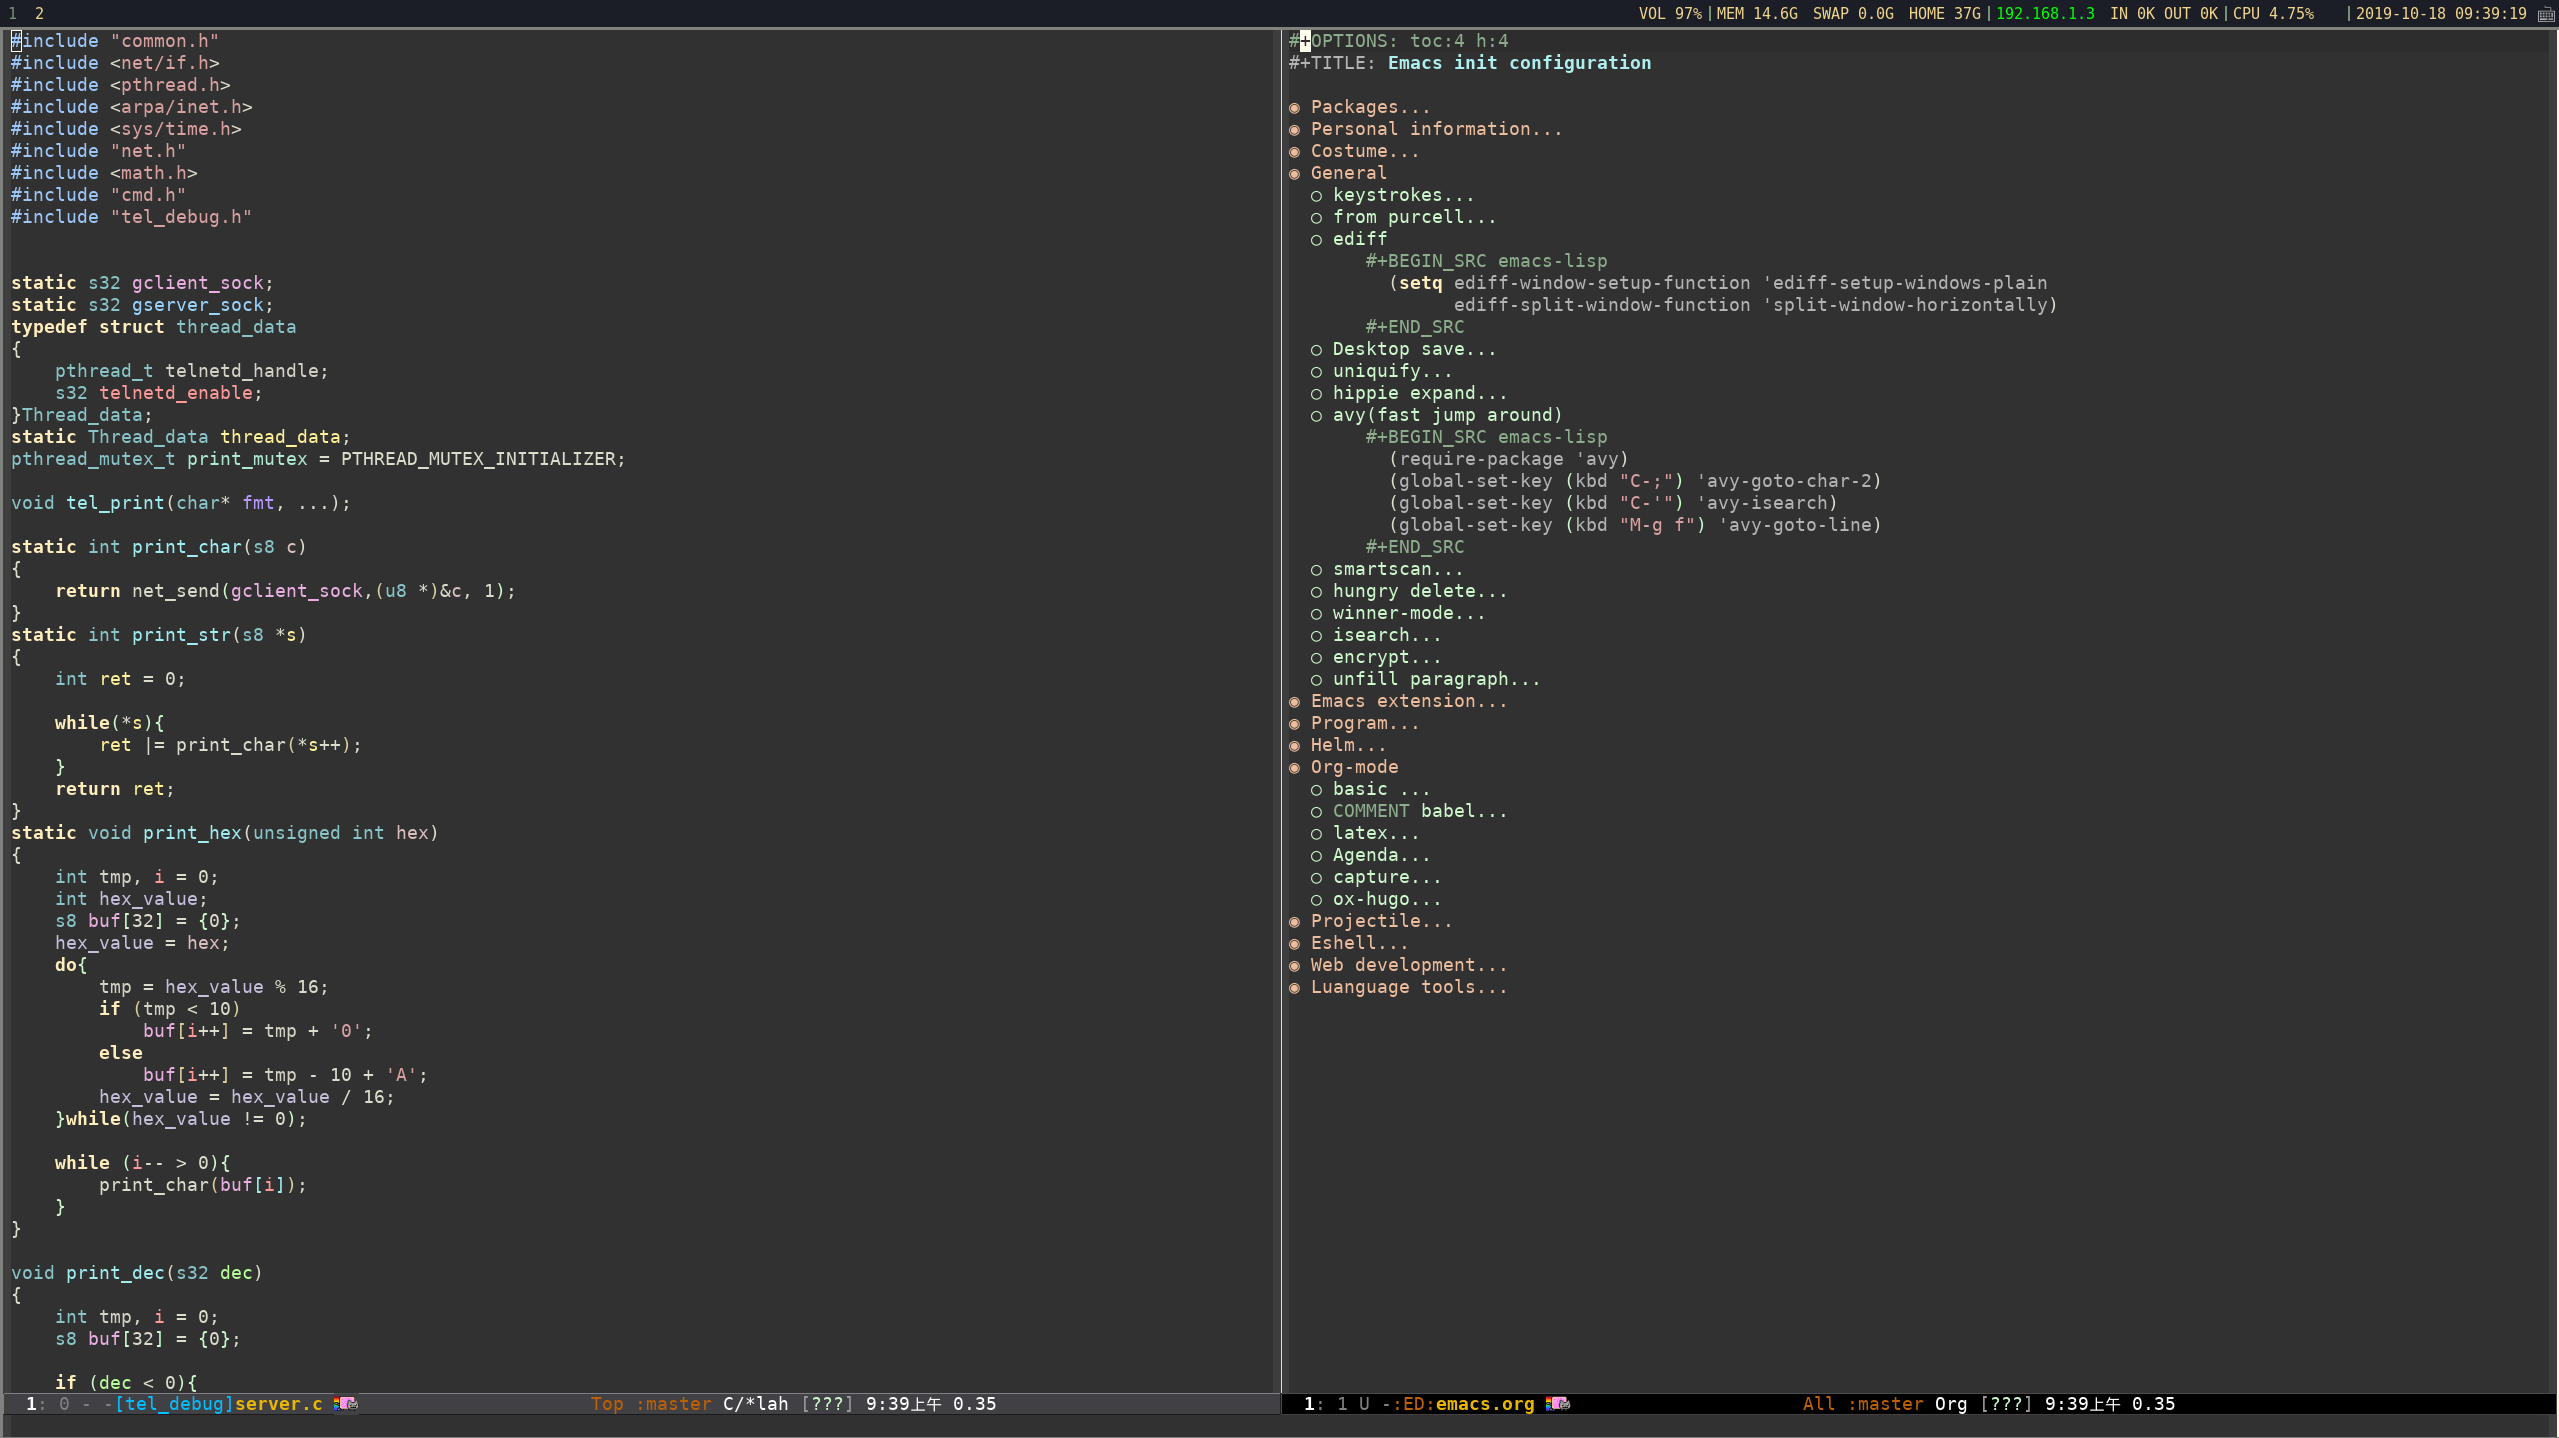 1 2 VOL 97%|MEM 14.6G SWAP 0.0G HOME 37G|192.168.1.3 IN 0K OUT 0K|CPU 4.75% |2019-10-18 09:39:19
#include "common.h"
#include <net/if.h>
#include <pthread.h>
#include <arpa/inet.h>
#include <sys/time.h>
#include "net.h"
#include <math.h>
#include "cmd.h"
#include "tel_debug.h"
static s32 gclient_sock;
static s32 gserver_sock;
typedef struct thread_data
{
    pthread_t telnetd_handle;
    s32 telnetd_enable;
}Thread_data;
static Thread_data thread_data;
pthread_mutex_t print_mutex = PTHREAD_MUTEX_INITIALIZER;
void tel_print(char* fmt, ...);
static int print_char(s8 c)
{
    return net_send(gclient_sock,(u8 *)&c, 1);
}
static int print_str(s8 *s)
{
    int ret = 0;
    while(*s){
        ret |= print_char(*s++);
    }
    return ret;
}
static void print_hex(unsigned int hex)
{
    int tmp, i = 0;
    int hex_value;
    s8 buf[32] = {0};
    hex_value = hex;
    do{
        tmp = hex_value % 16;
        if (tmp < 10)
            buf[i++] = tmp + '0';
        else
            buf[i++] = tmp - 10 + 'A';
        hex_value = hex_value / 16;
    }while(hex_value != 0);
    while (i-- > 0){
        print_char(buf[i]);
    }
}
void print_dec(s32 dec)
{
    int tmp, i = 0;
    s8 buf[32] = {0};
    if (dec < 0){
1: 0 - -[tel_debug]server.c Top :master C/*lah [???] 9:39上午 0.35
#+OPTIONS: toc:4 h:4
#+TITLE: Emacs init configuration
◉ Packages...
◉ Personal information...
◉ Costume...
◉ General
  ○ keystrokes...
  ○ from purcell...
  ○ ediff
       #+BEGIN_SRC emacs-lisp
         (setq ediff-window-setup-function 'ediff-setup-windows-plain
               ediff-split-window-function 'split-window-horizontally)
       #+END_SRC
  ○ Desktop save...
  ○ uniquify...
  ○ hippie expand...
  ○ avy(fast jump around)
       #+BEGIN_SRC emacs-lisp
         (require-package 'avy)
         (global-set-key (kbd "C-;") 'avy-goto-char-2)
         (global-set-key (kbd "C-'") 'avy-isearch)
         (global-set-key (kbd "M-g f") 'avy-goto-line)
       #+END_SRC
  ○ smartscan...
  ○ hungry delete...
  ○ winner-mode...
  ○ isearch...
  ○ encrypt...
  ○ unfill paragraph...
◉ Emacs extension...
◉ Program...
◉ Helm...
◉ Org-mode
  ○ basic ...
  ○ COMMENT babel...
  ○ latex...
  ○ Agenda...
  ○ capture...
  ○ ox-hugo...
◉ Projectile...
◉ Eshell...
◉ Web development...
◉ Luanguage tools...
1: 1 U -:ED:emacs.org All :master Org [???] 9:39上午 0.35